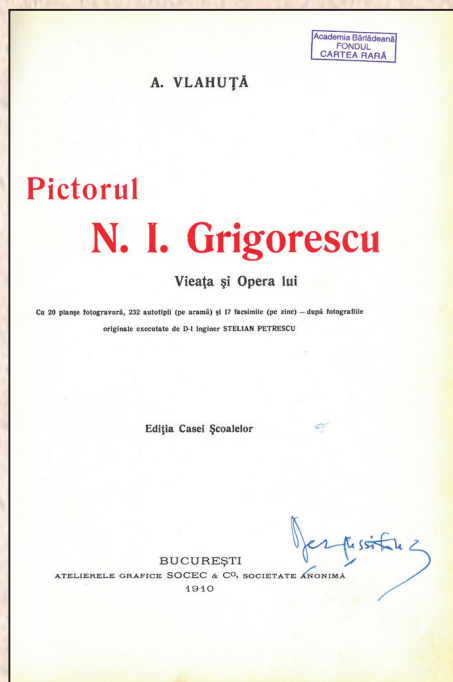 Academia Bârlădeană
FONDUL
CARTEA RARĂ
A. VLAHUŢĂ
Pictorul
N. I. Grigorescu
Vieaţa şi Opera lui
Cu 20 planşe fotogravură, 232 autotipii (pe aramă) şi 17 facsimile (pe zinc) — după fotografiile
originale executate de D-l Inginer STELIAN PETRESCU
Ediţia Casei Şcoalelor
BUCUREŞTI
ATELIERELE GRAFICE SOCEC & Co, SOCIETATE ANONIMĂ
1910